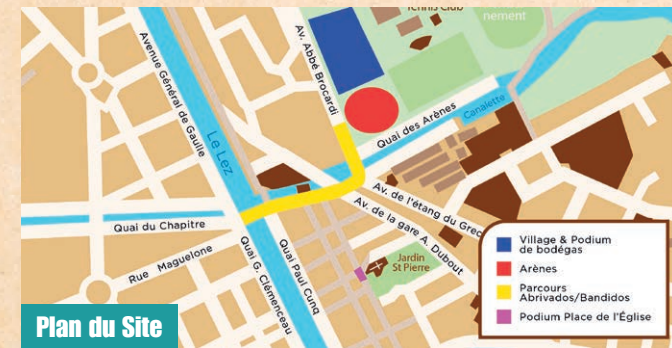 Tennis Club
nement
Avenue Général de Gaulle
Av. Abbé Brocardi
Le Lez
Quai des Arènes
Canalette
Quai du Chapitre
Rue Maguelone
Quai G. Clémenceau
Quai Paul Cunq
Av. de l'étang du Grec
Av. de la gare A. Dubout
Jardin
St Pierre
Village & Podium
de bodégas
Arènes
Parcours
Abrivados/Bandidos
Podium Place de l'Église
Plan du Site